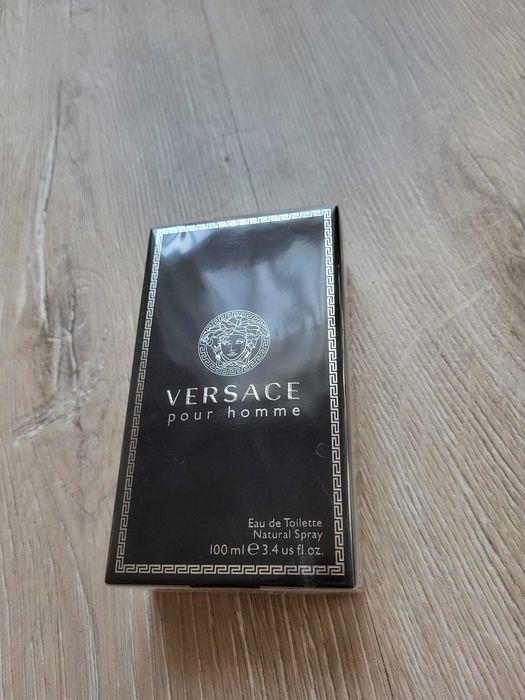 VERSACE
pour homme
Eau de Toilette
Natural Spray
100 ml ℮ 3.4 us fl. oz.